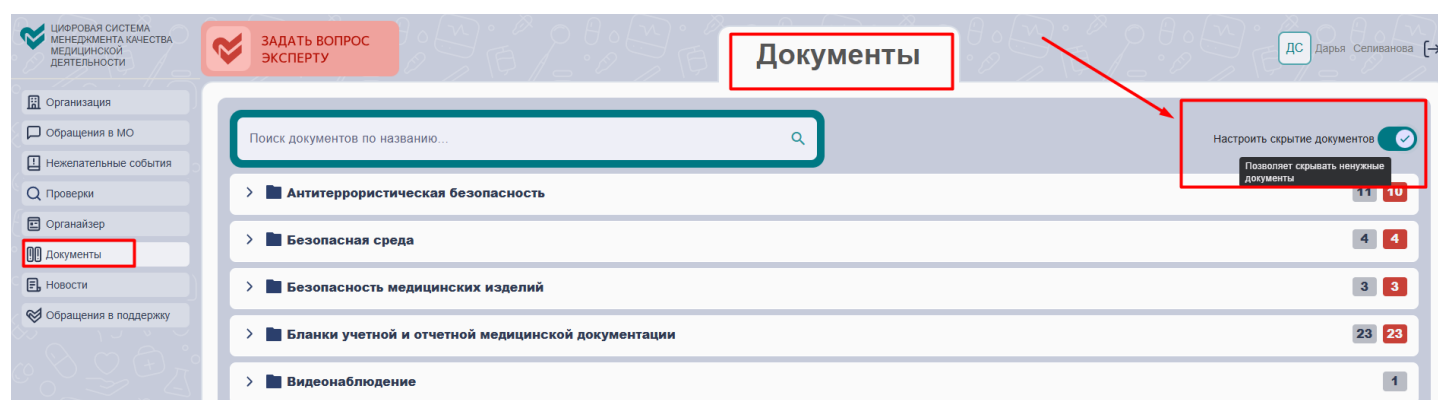 ЦИФРОВАЯ СИСТЕМА
МЕНЕДЖМЕНТА КАЧЕСТВА
МЕДИЦИНСКОЙ
ДЕЯТЕЛЬНОСТИ
ЗАДАТЬ ВОПРОС
ЭКСПЕРТУ
Документы
ДС Дарья Селиванова
Организация
Обращения в МО
Нежелательные события
Проверки
Органайзер
Документы
Новости
Обращения в поддержку
Поиск документов по названию...
Настроить скрытие документов
Позволяет скрывать ненужные
документы
Антитеррористическая безопасность 11 10
Безопасная среда 4 4
Безопасность медицинских изделий 3 3
Бланки учетной и отчетной медицинской документации 23 23
Видеонаблюдение 1